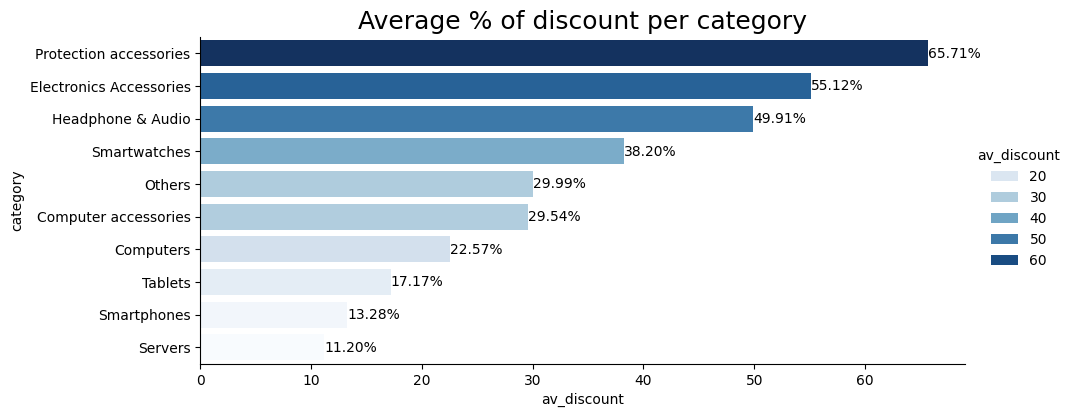 Average % of discount per category
Protection accessories 65.71%
Electronics Accessories 55.12%
Headphone & Audio 49.91%
Smartwatches 38.20%
Others 29.99%
Computer accessories 29.54%
Computers 22.57%
Tablets 17.17%
Smartphones 13.28%
Servers 11.20%
category
0 10 20 30 40 50 60
av_discount
av_discount
20
30
40
50
60